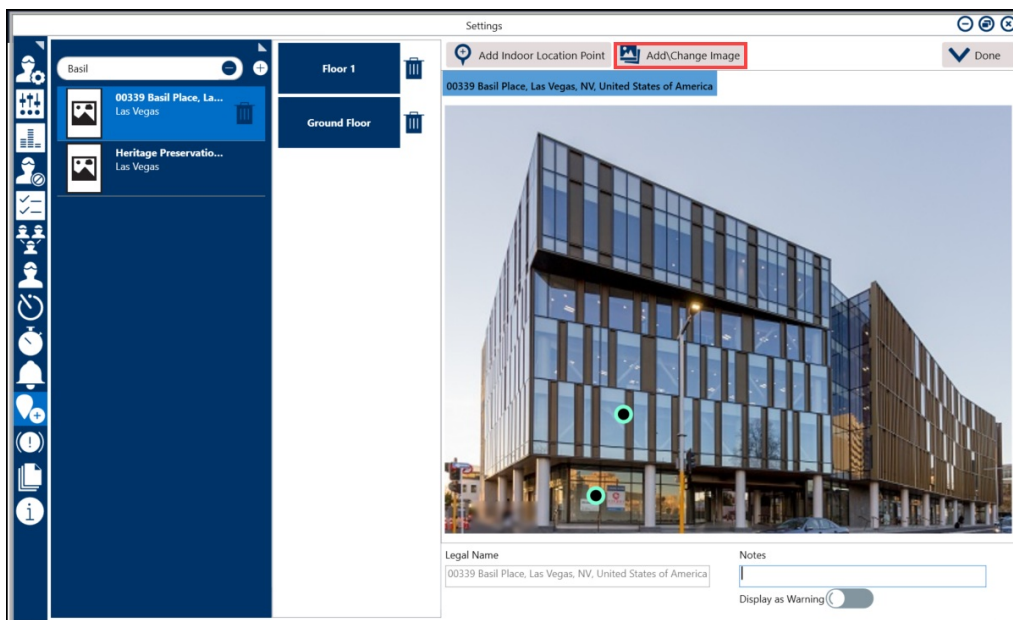 Settings
Basil
00339 Basil Place, La...
Las Vegas
Heritage Preservatio...
Las Vegas
Floor 1
Ground Floor
Add Indoor Location Point
Add\Change Image
Done
00339 Basil Place, Las Vegas, NV, United States of America
Legal Name
00339 Basil Place, Las Vegas, NV, United States of America
Notes
Display as Warning